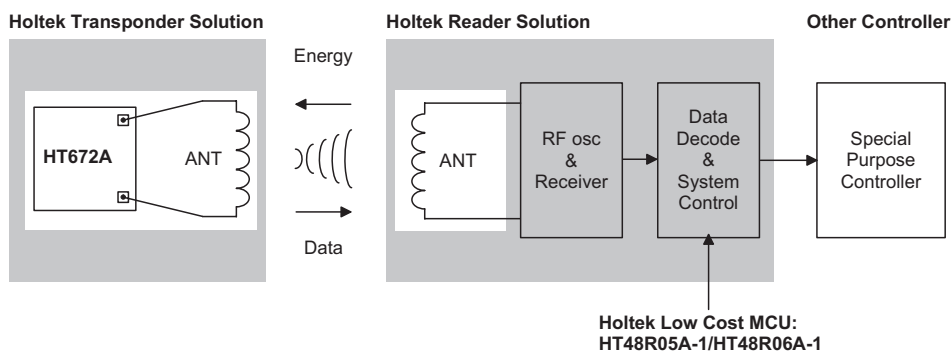 Holtek Transponder Solution
Holtek Reader Solution
Other Controller
Energy
HT672A
ANT
Data
ANT
RF osc
&
Receiver
Data
Decode
&
System
Control
Special
Purpose
Controller
Holtek Low Cost MCU:
HT48R05A-1/HT48R06A-1